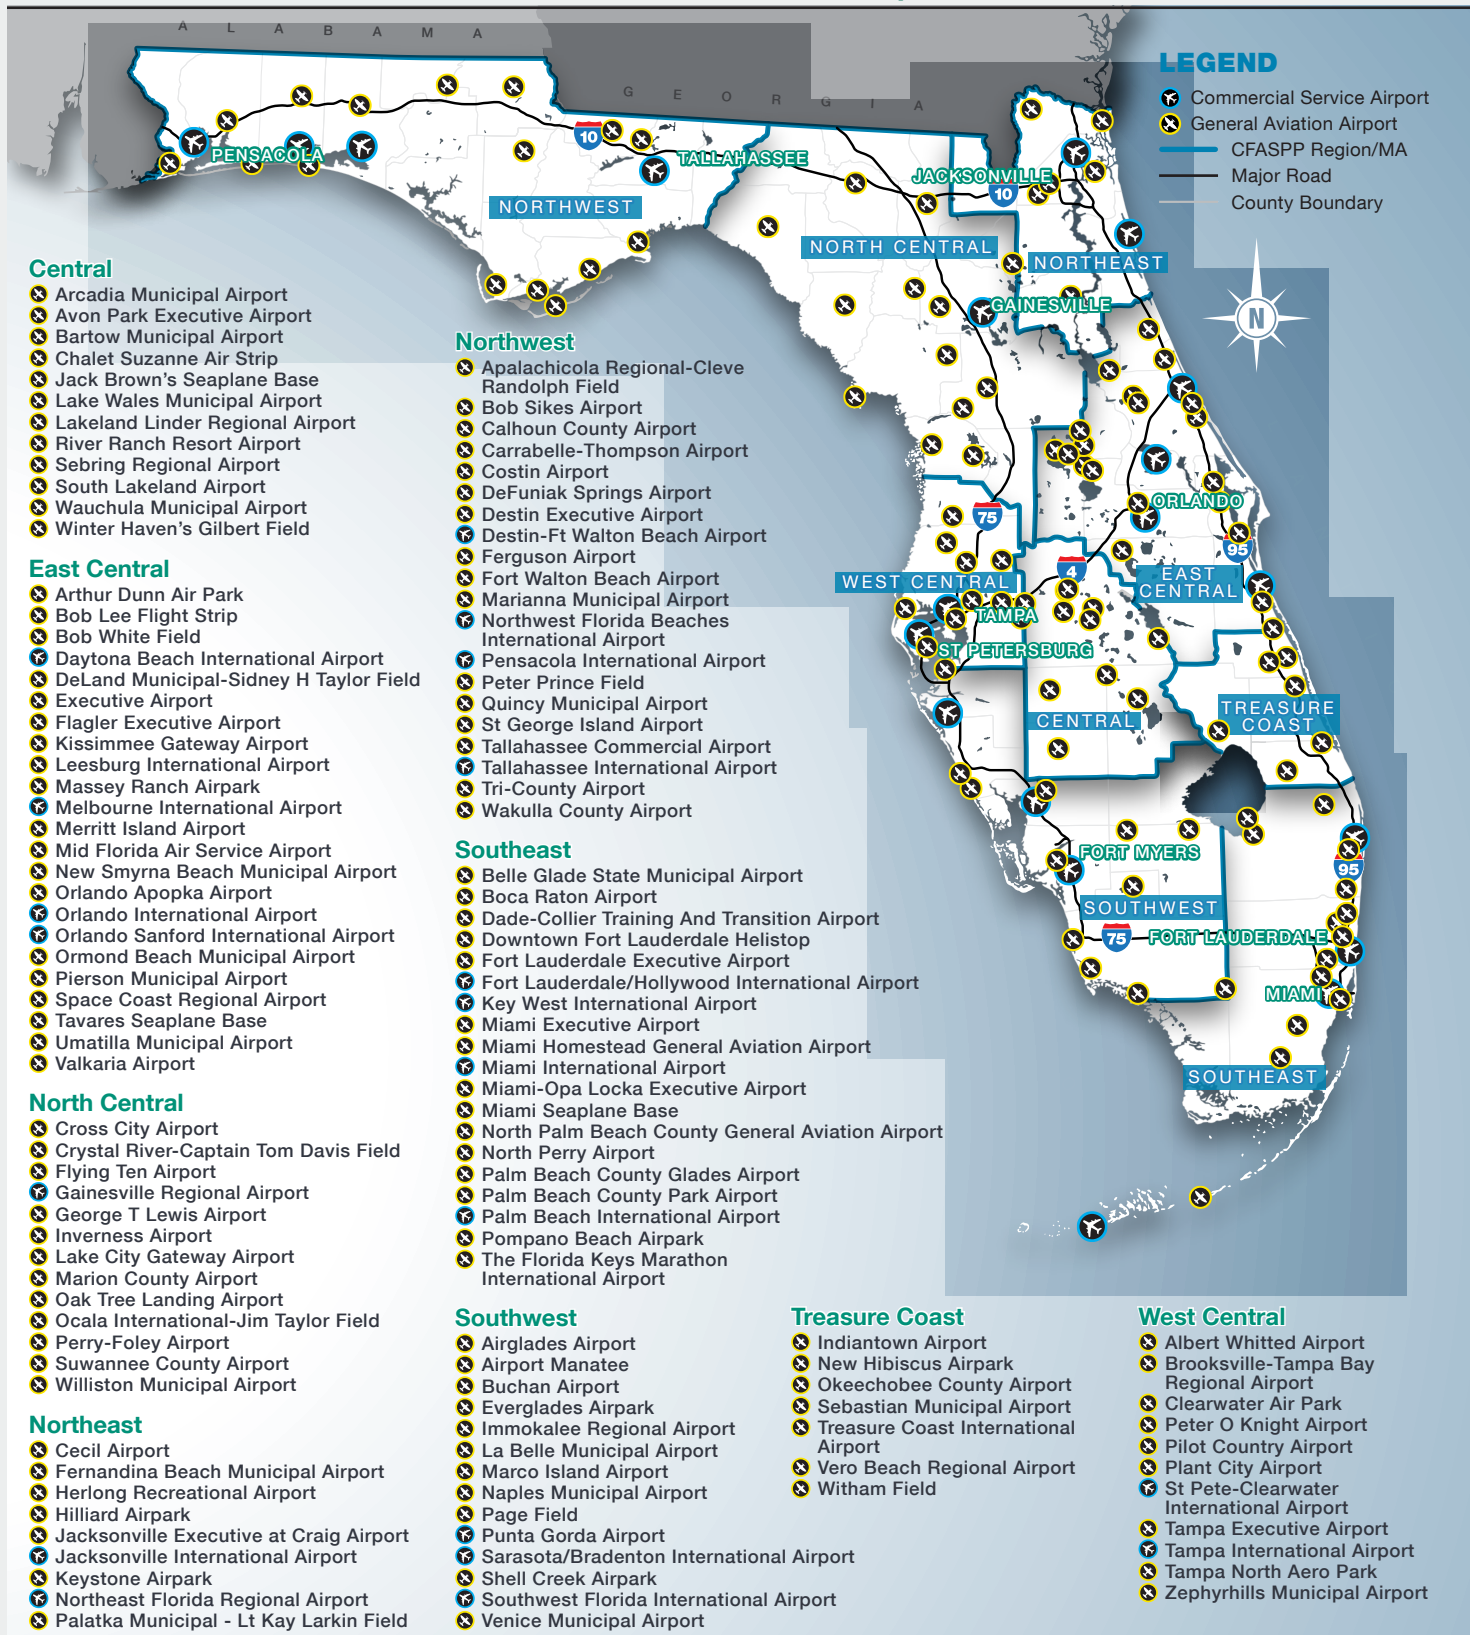 A L A B A M A
G E O R G I A
LEGEND
Commercial Service Airport
General Aviation Airport
CFASPP Region/MA
Major Road
County Boundary
N
10
PENSACOLA
TALLAHASSEE
NORTHWEST
JACKSONVILLE
10
NORTH CENTRAL
NORTHEAST
GAINESVILLE
ORLANDO
75
95
4
WEST CENTRAL
EAST
CENTRAL
TAMPA
ST PETERSBURG
CENTRAL
TREASURE
COAST
FORT MYERS
95
SOUTHWEST
75
FORT LAUDERDALE
MIAMI
SOUTHEAST
Central
Arcadia Municipal Airport
Avon Park Executive Airport
Bartow Municipal Airport
Chalet Suzanne Air Strip
Jack Brown's Seaplane Base
Lake Wales Municipal Airport
Lakeland Linder Regional Airport
River Ranch Resort Airport
Sebring Regional Airport
South Lakeland Airport
Wauchula Municipal Airport
Winter Haven's Gilbert Field
East Central
Arthur Dunn Air Park
Bob Lee Flight Strip
Bob White Field
Daytona Beach International Airport
DeLand Municipal-Sidney H Taylor Field
Executive Airport
Flagler Executive Airport
Kissimmee Gateway Airport
Leesburg International Airport
Massey Ranch Airpark
Melbourne International Airport
Merritt Island Airport
Mid Florida Air Service Airport
New Smyrna Beach Municipal Airport
Orlando Apopka Airport
Orlando International Airport
Orlando Sanford International Airport
Ormond Beach Municipal Airport
Pierson Municipal Airport
Space Coast Regional Airport
Tavares Seaplane Base
Umatilla Municipal Airport
Valkaria Airport
North Central
Cross City Airport
Crystal River-Captain Tom Davis Field
Flying Ten Airport
Gainesville Regional Airport
George T Lewis Airport
Inverness Airport
Lake City Gateway Airport
Marion County Airport
Oak Tree Landing Airport
Ocala International-Jim Taylor Field
Perry-Foley Airport
Suwannee County Airport
Williston Municipal Airport
Northeast
Cecil Airport
Fernandina Beach Municipal Airport
Herlong Recreational Airport
Hilliard Airpark
Jacksonville Executive at Craig Airport
Jacksonville International Airport
Keystone Airpark
Northeast Florida Regional Airport
Palatka Municipal - Lt Kay Larkin Field
Northwest
Apalachicola Regional-Cleve
Randolph Field
Bob Sikes Airport
Calhoun County Airport
Carrabelle-Thompson Airport
Costin Airport
DeFuniak Springs Airport
Destin Executive Airport
Destin-Ft Walton Beach Airport
Ferguson Airport
Fort Walton Beach Airport
Marianna Municipal Airport
Northwest Florida Beaches
International Airport
Pensacola International Airport
Peter Prince Field
Quincy Municipal Airport
St George Island Airport
Tallahassee Commercial Airport
Tallahassee International Airport
Tri-County Airport
Wakulla County Airport
Southeast
Belle Glade State Municipal Airport
Boca Raton Airport
Dade-Collier Training And Transition Airport
Downtown Fort Lauderdale Helistop
Fort Lauderdale Executive Airport
Fort Lauderdale/Hollywood International Airport
Key West International Airport
Miami Executive Airport
Miami Homestead General Aviation Airport
Miami International Airport
Miami-Opa Locka Executive Airport
Miami Seaplane Base
North Palm Beach County General Aviation Airport
North Perry Airport
Palm Beach County Glades Airport
Palm Beach County Park Airport
Palm Beach International Airport
Pompano Beach Airpark
The Florida Keys Marathon
International Airport
Southwest
Airglades Airport
Airport Manatee
Buchan Airport
Everglades Airpark
Immokalee Regional Airport
La Belle Municipal Airport
Marco Island Airport
Naples Municipal Airport
Page Field
Punta Gorda Airport
Sarasota/Bradenton International Airport
Shell Creek Airpark
Southwest Florida International Airport
Venice Municipal Airport
Treasure Coast
Indiantown Airport
New Hibiscus Airpark
Okeechobee County Airport
Sebastian Municipal Airport
Treasure Coast International
Airport
Vero Beach Regional Airport
Witham Field
West Central
Albert Whitted Airport
Brooksville-Tampa Bay
Regional Airport
Clearwater Air Park
Peter O Knight Airport
Pilot Country Airport
Plant City Airport
St Pete-Clearwater
International Airport
Tampa Executive Airport
Tampa International Airport
Tampa North Aero Park
Zephyrhills Municipal Airport